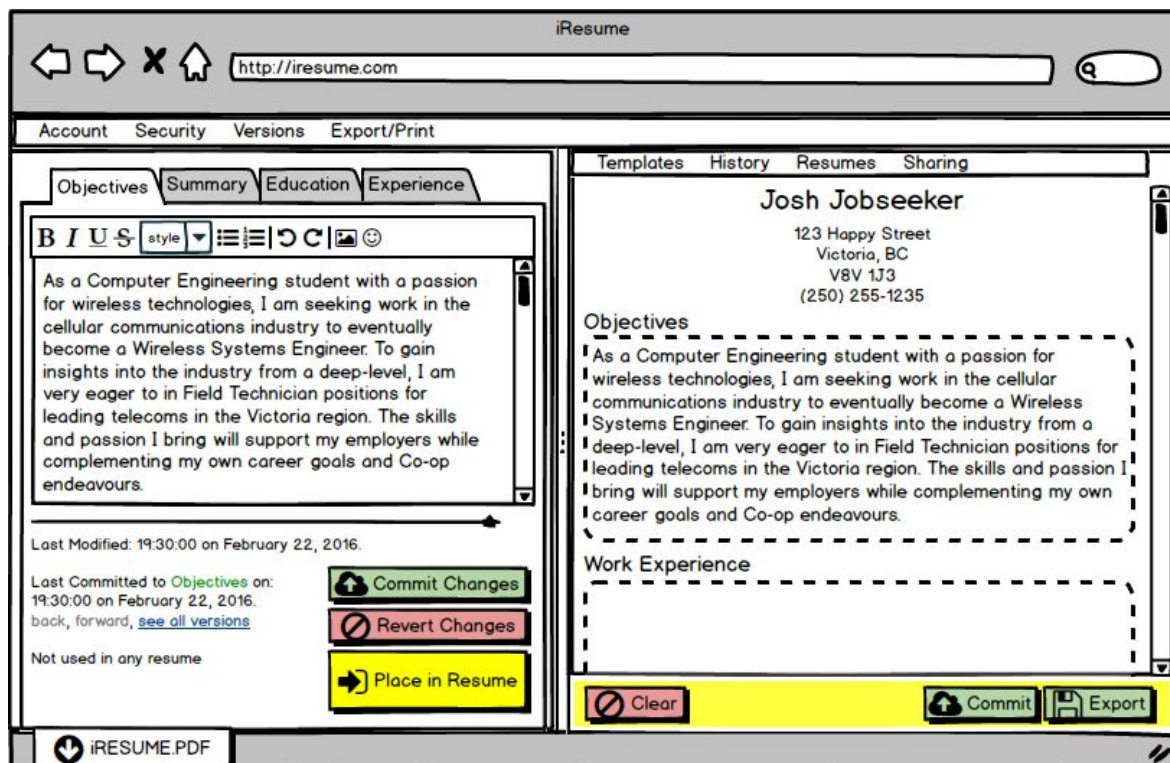 iResume
http://iresume.com
Account Security Versions Export/Print
Objectives Summary Education Experience
B I U S style
As a Computer Engineering student with a passion
for wireless technologies, I am seeking work in the
cellular communications industry to eventually
become a Wireless Systems Engineer. To gain
insights into the industry from a deep-level, I am
very eager to in Field Technician positions for
leading telecoms in the Victoria region. The skills
and passion I bring will support my employers while
complementing my own career goals and Co-op
endeavours.
Last Modified: 19:30:00 on February 22, 2016.
Last Committed to Objectives on:
19:30:00 on February 22, 2016.
back, forward, see all versions
Not used in any resume
Commit Changes
Revert Changes
Place in Resume
Templates History Resumes Sharing
Josh Jobseeker
123 Happy Street
Victoria, BC
V8V 1J3
(250) 255-1235
Objectives
As a Computer Engineering student with a passion for
wireless technologies, I am seeking work in the cellular
communications industry to eventually become a Wireless
Systems Engineer. To gain insights into the industry from a
deep-level, I am very eager to in Field Technician positions for
leading telecoms in the Victoria region. The skills and passion I
bring will support my employers while complementing my own
career goals and Co-op endeavours.
Work Experience
Clear Commit Export
iRESUME.PDF